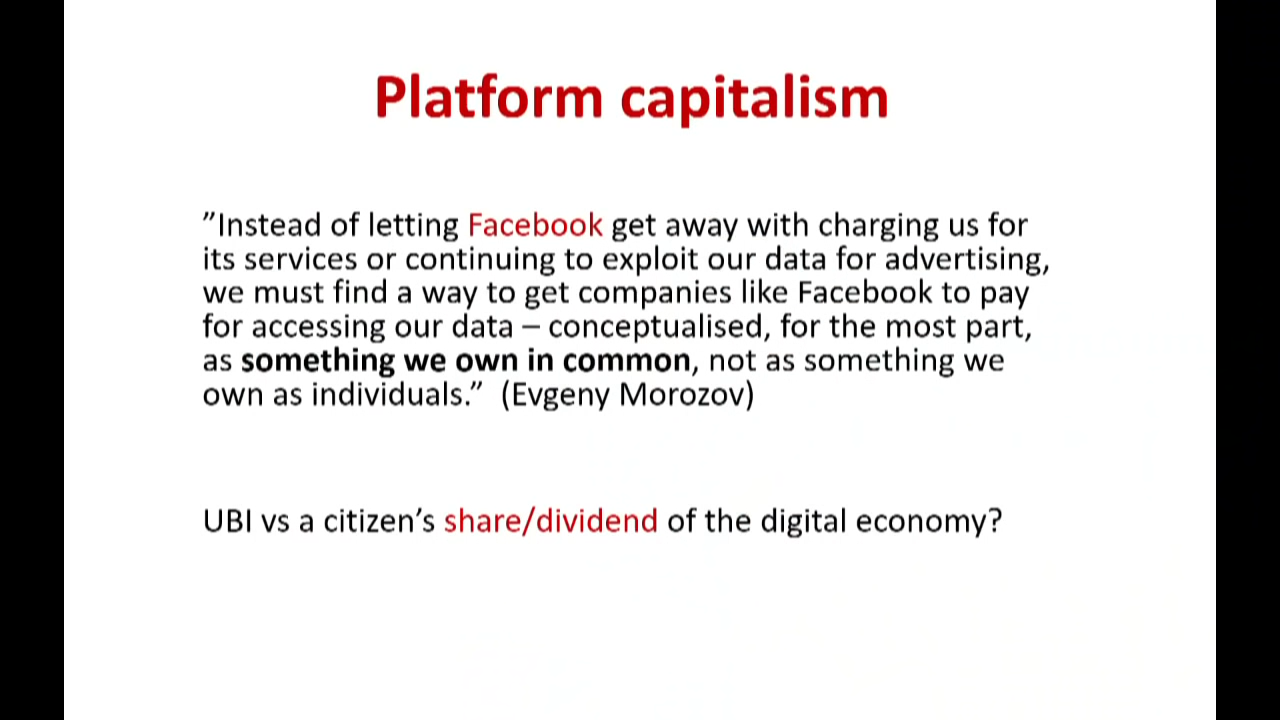 Platform capitalism
”Instead of letting Facebook get away with charging us for
its services or continuing to exploit our data for advertising,
we must find a way to get companies like Facebook to pay
for accessing our data – conceptualised, for the most part,
as something we own in common, not as something we
own as individuals.” (Evgeny Morozov)
UBI vs a citizen’s share/dividend of the digital economy?